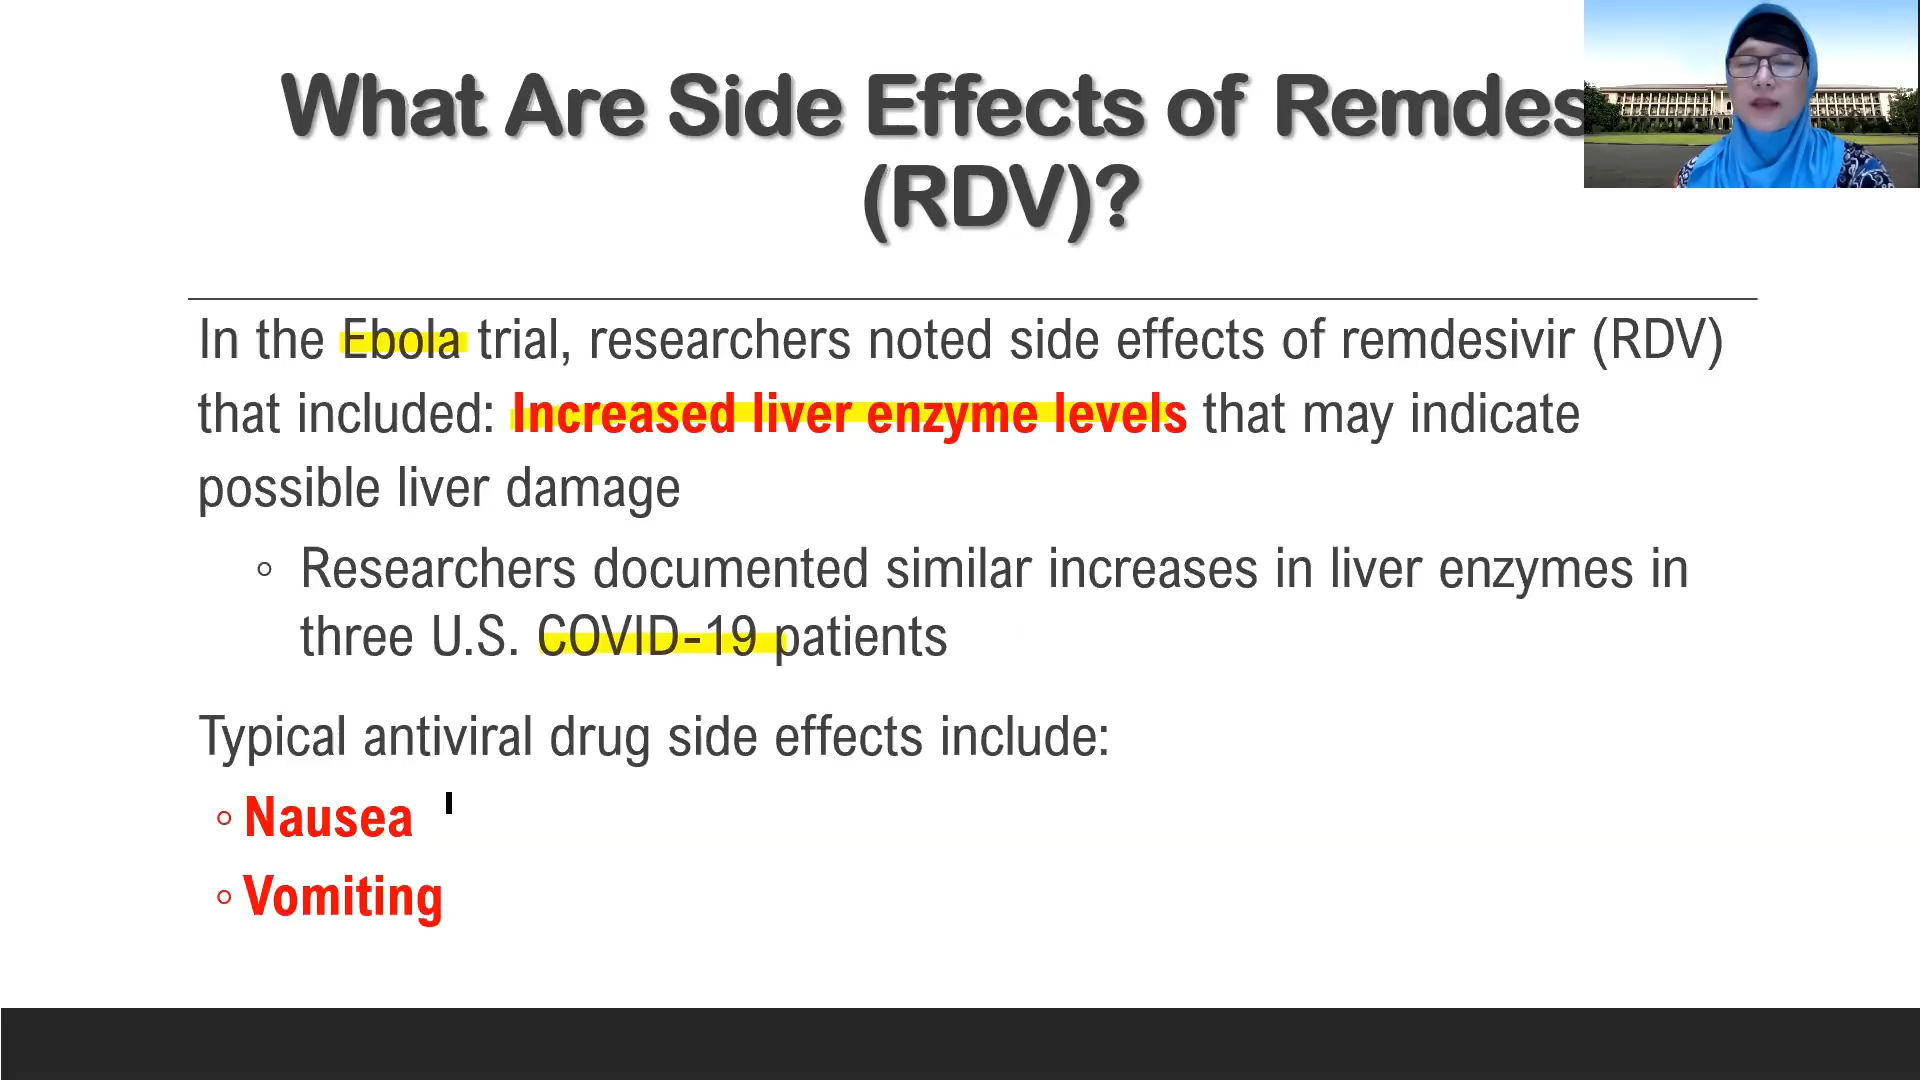 What Are Side Effects of Remdes
(RDV)?
In the Ebola trial, researchers noted side effects of remdesivir (RDV)
that included: Increased liver enzyme levels that may indicate
possible liver damage
◦ Researchers documented similar increases in liver enzymes in
three U.S. COVID-19 patients
Typical antiviral drug side effects include:
◦ Nausea
◦ Vomiting